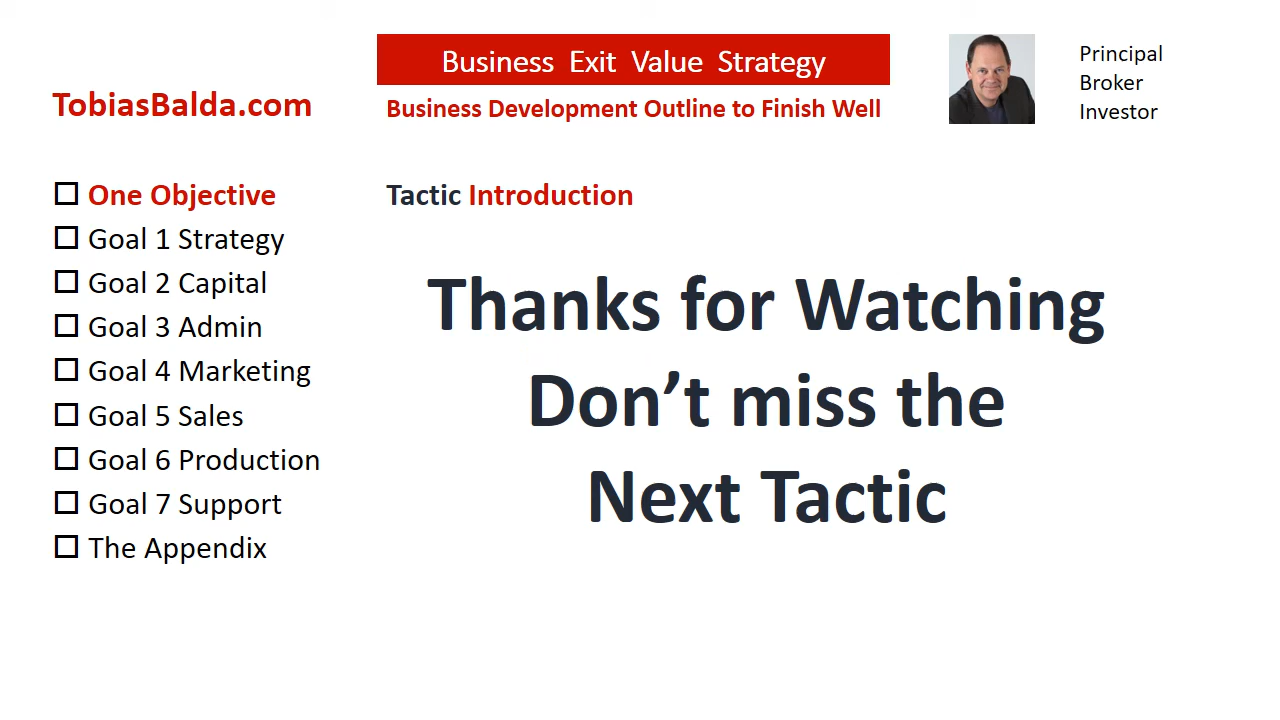 TobiasBalda.com
Business Exit Value Strategy
Business Development Outline to Finish Well
Principal
Broker
Investor
One Objective
Goal 1 Strategy
Goal 2 Capital
Goal 3 Admin
Goal 4 Marketing
Goal 5 Sales
Goal 6 Production
Goal 7 Support
The Appendix
Tactic Introduction
Thanks for Watching
Don’t miss the
Next Tactic